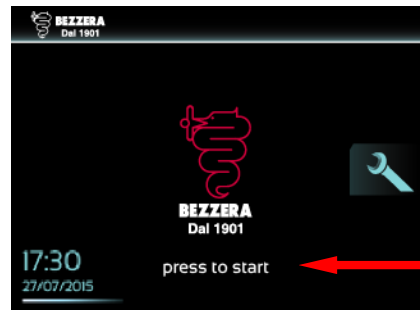 BEZZERA
Dal 1901
BEZZERA
Dal 1901
press to start
17:30
27/07/2015